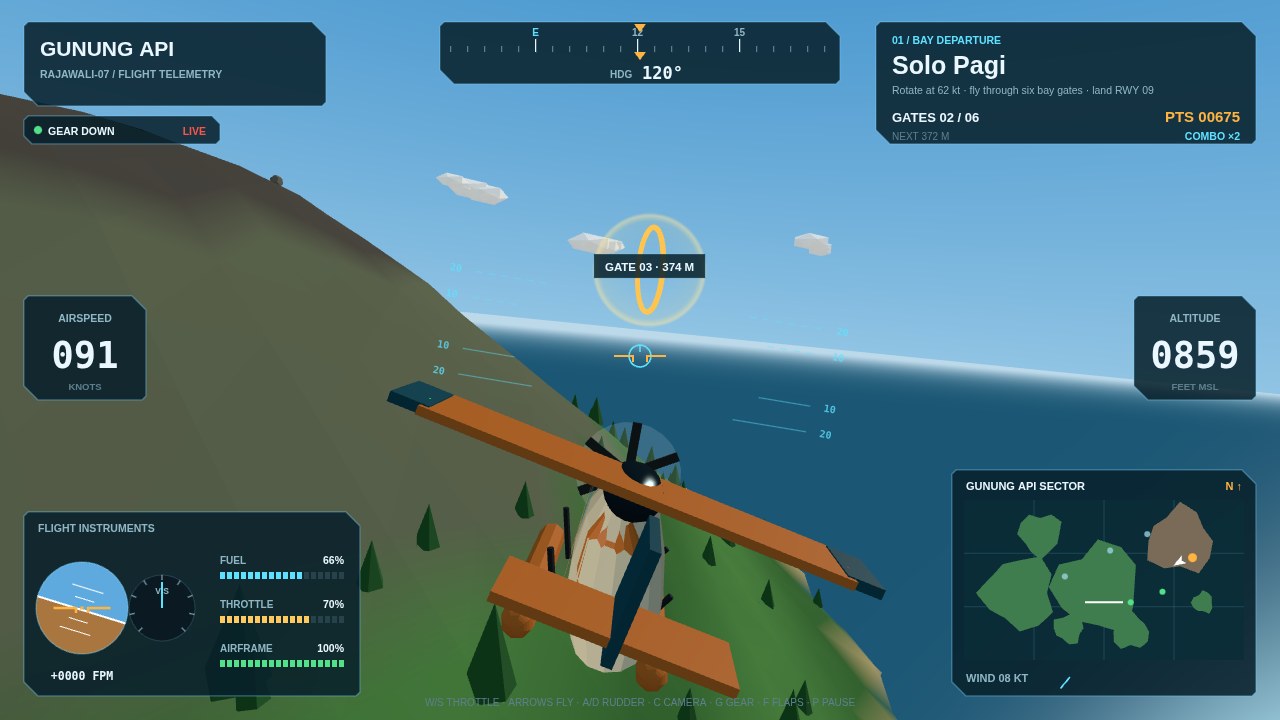 GUNUNG API
RAJAWALI-07 / FLIGHT TELEMETRY
GEAR DOWN LIVE
E 12 15
HDG 120°
01 / BAY DEPARTURE
Solo Pagi
Rotate at 62 kt · fly through six bay gates · land RWY 09
GATES 02 / 06 PTS 00675
NEXT 372 M COMBO ×2
GATE 03 · 374 M
AIRSPEED
091
KNOTS
ALTITUDE
0859
FEET MSL
10
20
10
20
FLIGHT INSTRUMENTS
V/S
+0000 FPM
FUEL 66%
THROTTLE 70%
AIRFRAME 100%
GUNUNG API SECTOR N ↑
WIND 08 KT
W/S THROTTLE · ARROWS FLY · A/D RUDDER · C CAMERA · G GEAR · F FLAPS · P PAUSE